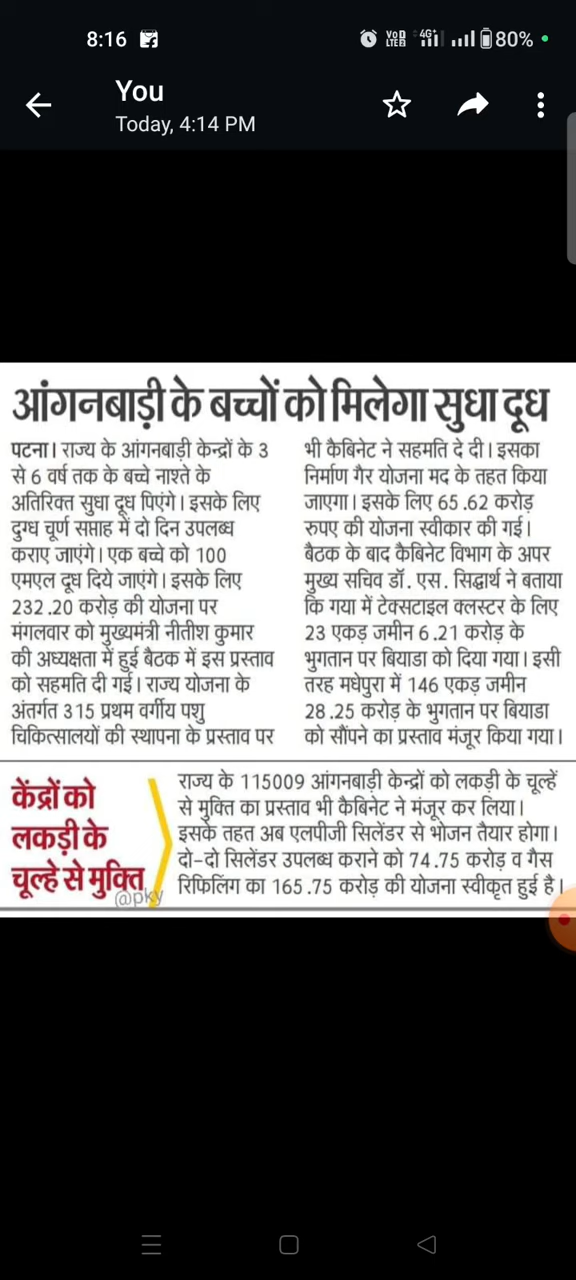 8:16
VoD
LTE2
4G+
80%
You
Today, 4:14 PM
आंगनबाड़ी के बच्चों को मिलेगा सुधा दूध
पटना। राज्य के आंगनबाड़ी केन्द्रों के 3
से 6 वर्ष तक के बच्चे नाश्ते के
अतिरिक्त सुधा दूध पिएंगे। इसके लिए
दुग्ध चूर्ण सप्ताह में दो दिन उपलब्ध
कराए जाएंगे। एक बच्चे को 100
एमएल दूध दिये जाएंगे। इसके लिए
232.20 करोड़ की योजना पर
मंगलवार को मुख्यमंत्री नीतीश कुमार
की अध्यक्षता में हुई बैठक में इस प्रस्ताव
को सहमति दी गई। राज्य योजना के
अंतर्गत 315 प्रथम वर्गीय पशु
चिकित्सालयों की स्थापना के प्रस्ताव पर
भी कैबिनेट ने सहमति दे दी। इसका
निर्माण गैर योजना मद के तहत किया
जाएगा। इसके लिए 65.62 करोड़
रुपए की योजना स्वीकार की गई।
बैठक के बाद कैबिनेट विभाग के अपर
मुख्य सचिव डॉ. एस. सिद्धार्थ ने बताया
कि गया में टेक्सटाइल क्लस्टर के लिए
23 एकड़ जमीन 6.21 करोड़ के
भुगतान पर बियाडा को दिया गया। इसी
तरह मधेपुरा में 146 एकड़ जमीन
28.25 करोड़ के भुगतान पर बियाडा
को सौंपने का प्रस्ताव मंजूर किया गया।
केंद्रों को
लकड़ी के
चूल्हे से मुक्ति
@pky
राज्य के 115009 आंगनबाड़ी केन्द्रों को लकड़ी के चूल्हें
से मुक्ति का प्रस्ताव भी कैबिनेट ने मंजूर कर लिया।
इसके तहत अब एलपीजी सिलेंडर से भोजन तैयार होगा।
दो-दो सिलेंडर उपलब्ध कराने को 74.75 करोड़ व गैस
रिफिलिंग का 165.75 करोड़ की योजना स्वीकृत हुई है।